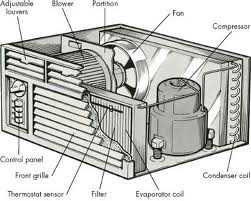 Adjustable louvers
Blower
Partition
Fan
Compressor
Control panel
Front grille
Thermostat sensor
Filter
Evaporator coil
Condenser coil